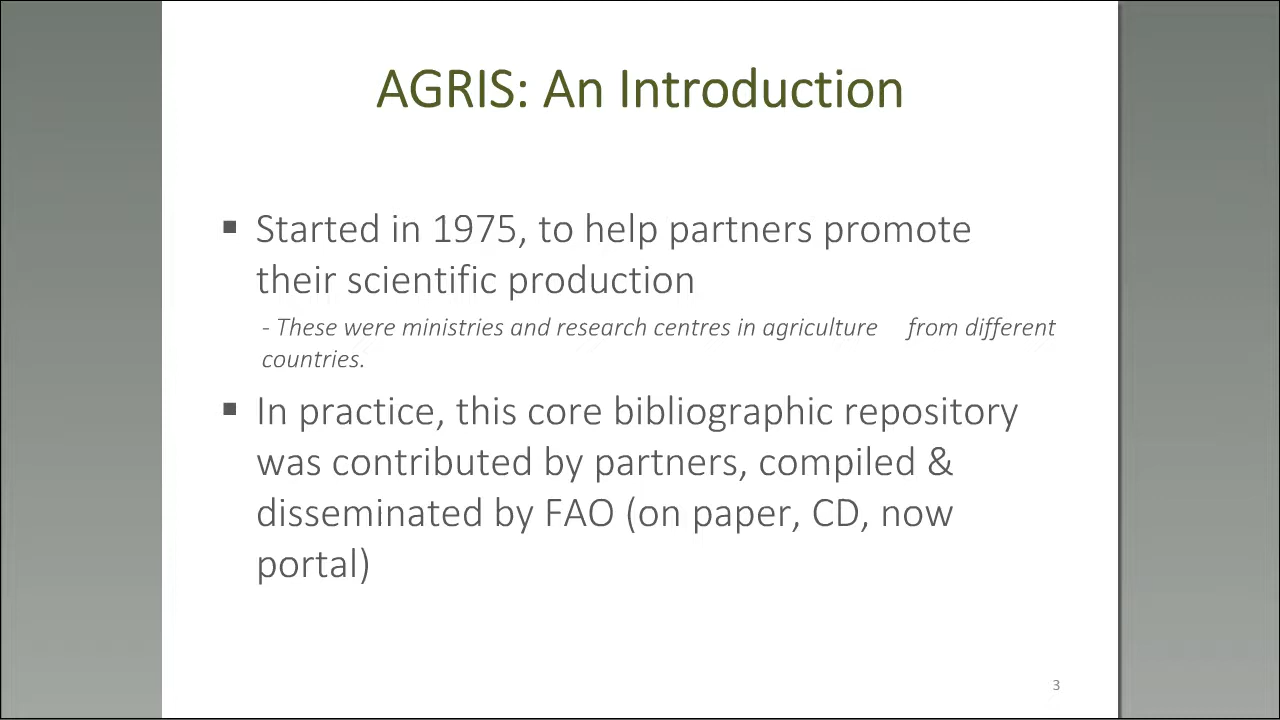 AGRIS: An Introduction
▪ Started in 1975, to help partners promote
their scientific production
- These were ministries and research centres in agriculture from different
countries.
▪ In practice, this core bibliographic repository
was contributed by partners, compiled &
disseminated by FAO (on paper, CD, now
portal)
3